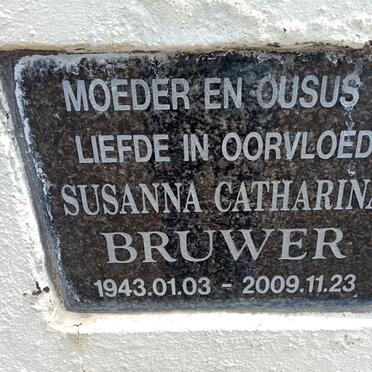 MOEDER EN OUSUS
LIEFDE IN OORVLOED
SUSANNA CATHARINA
BRUWER
1943.01.03 - 2009.11.23